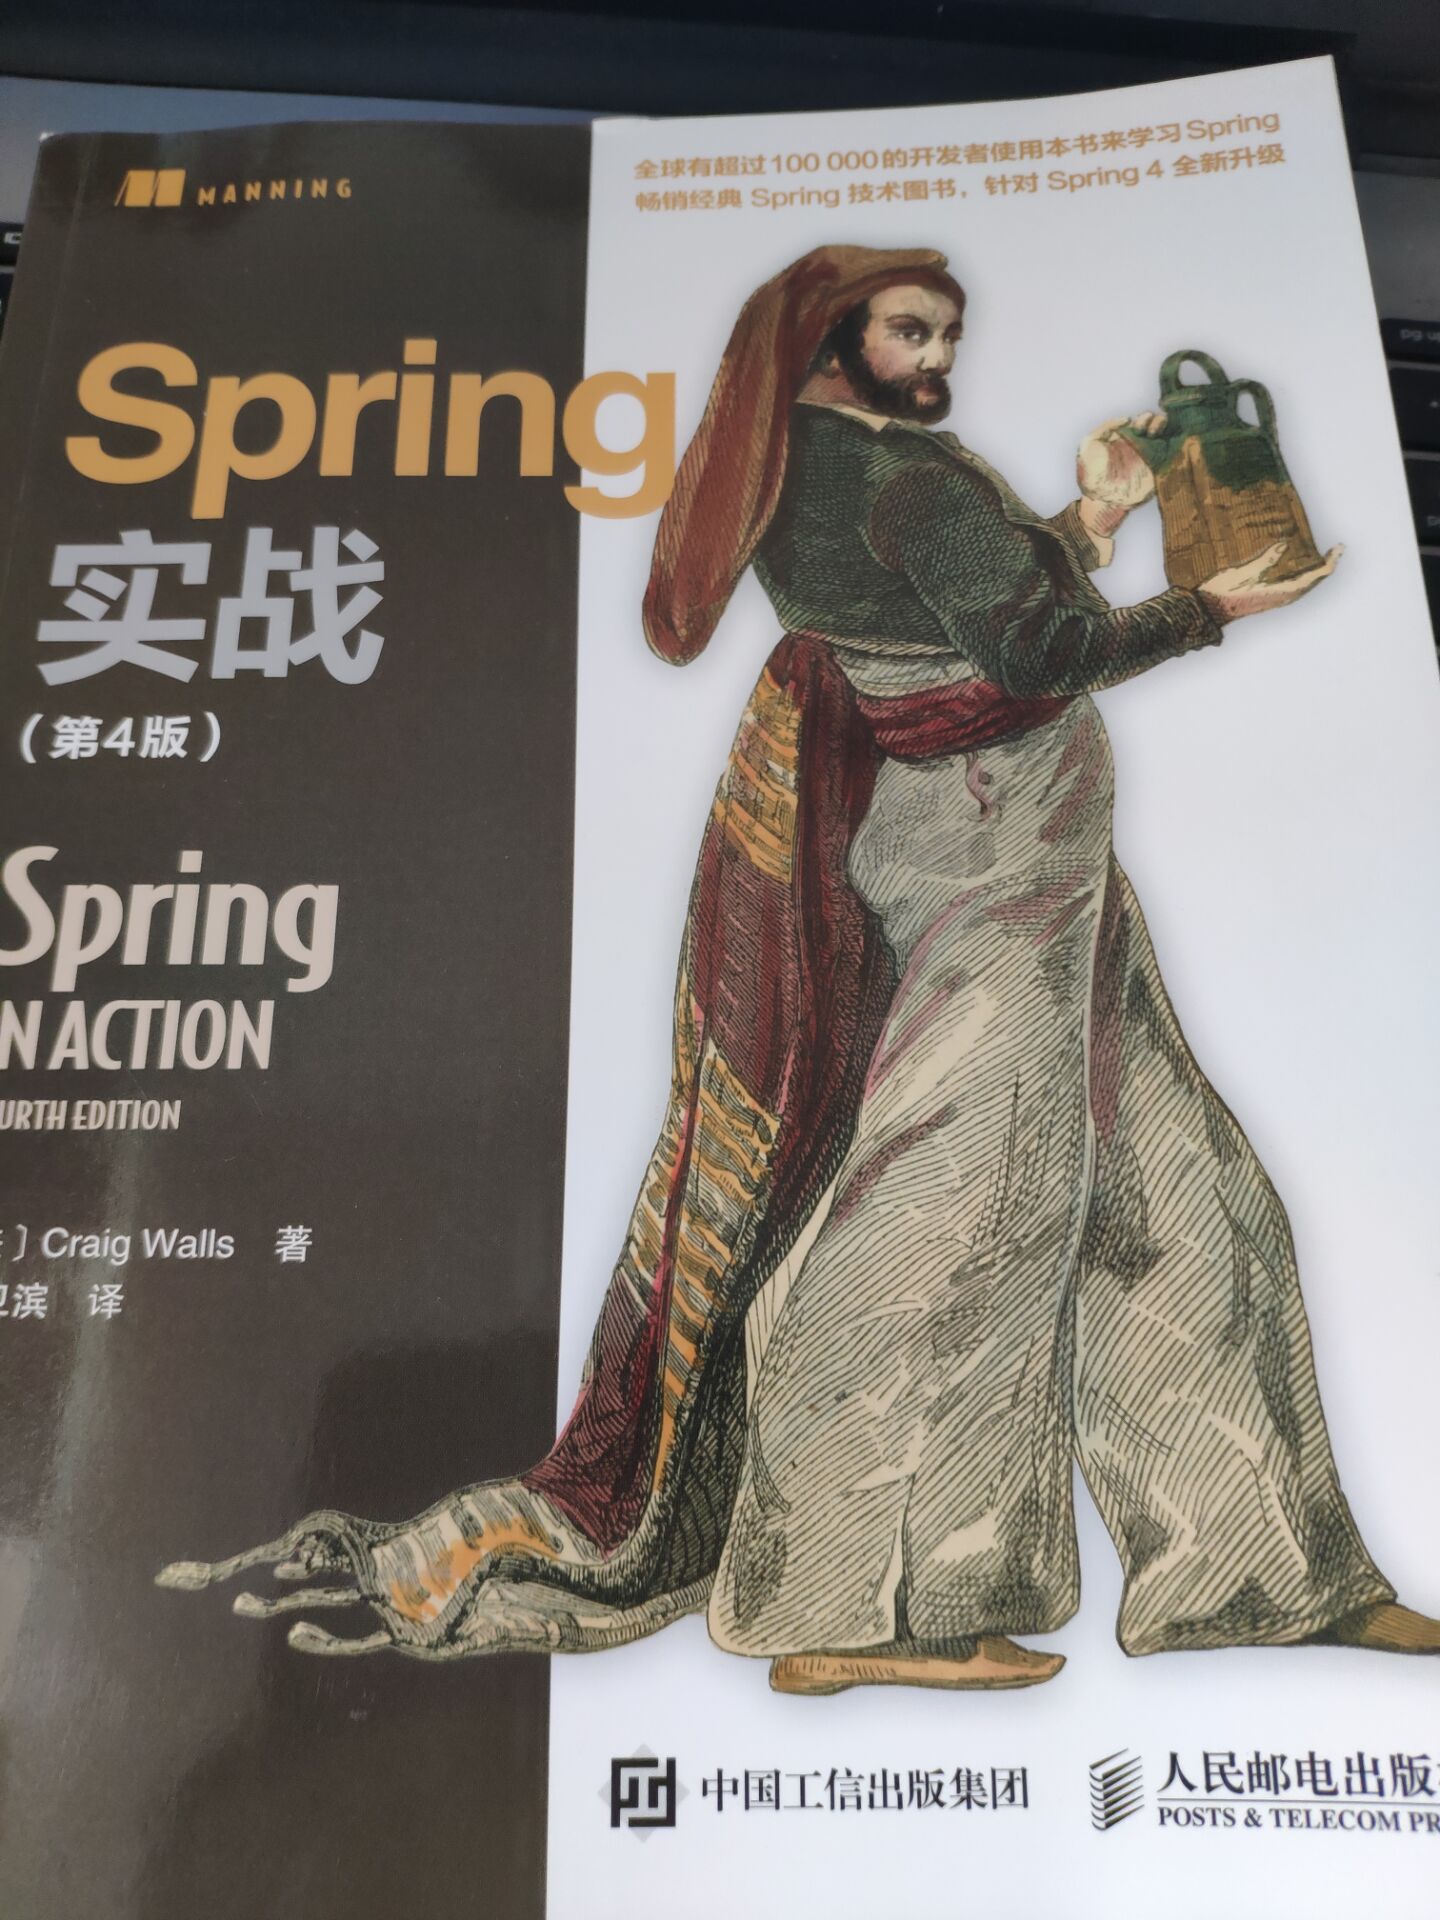 MANNING
全球有超过100 000的开发者使用本书来学习Spring
畅销经典 Spring 技术图书，针对 Spring 4 全新升级
Spring
实战
（第4版）
Spring
N ACTION
URTH EDITION
］Craig Walls 著
滨 译
中国工信出版集团
人民邮电出版
POSTS & TELECOM PR